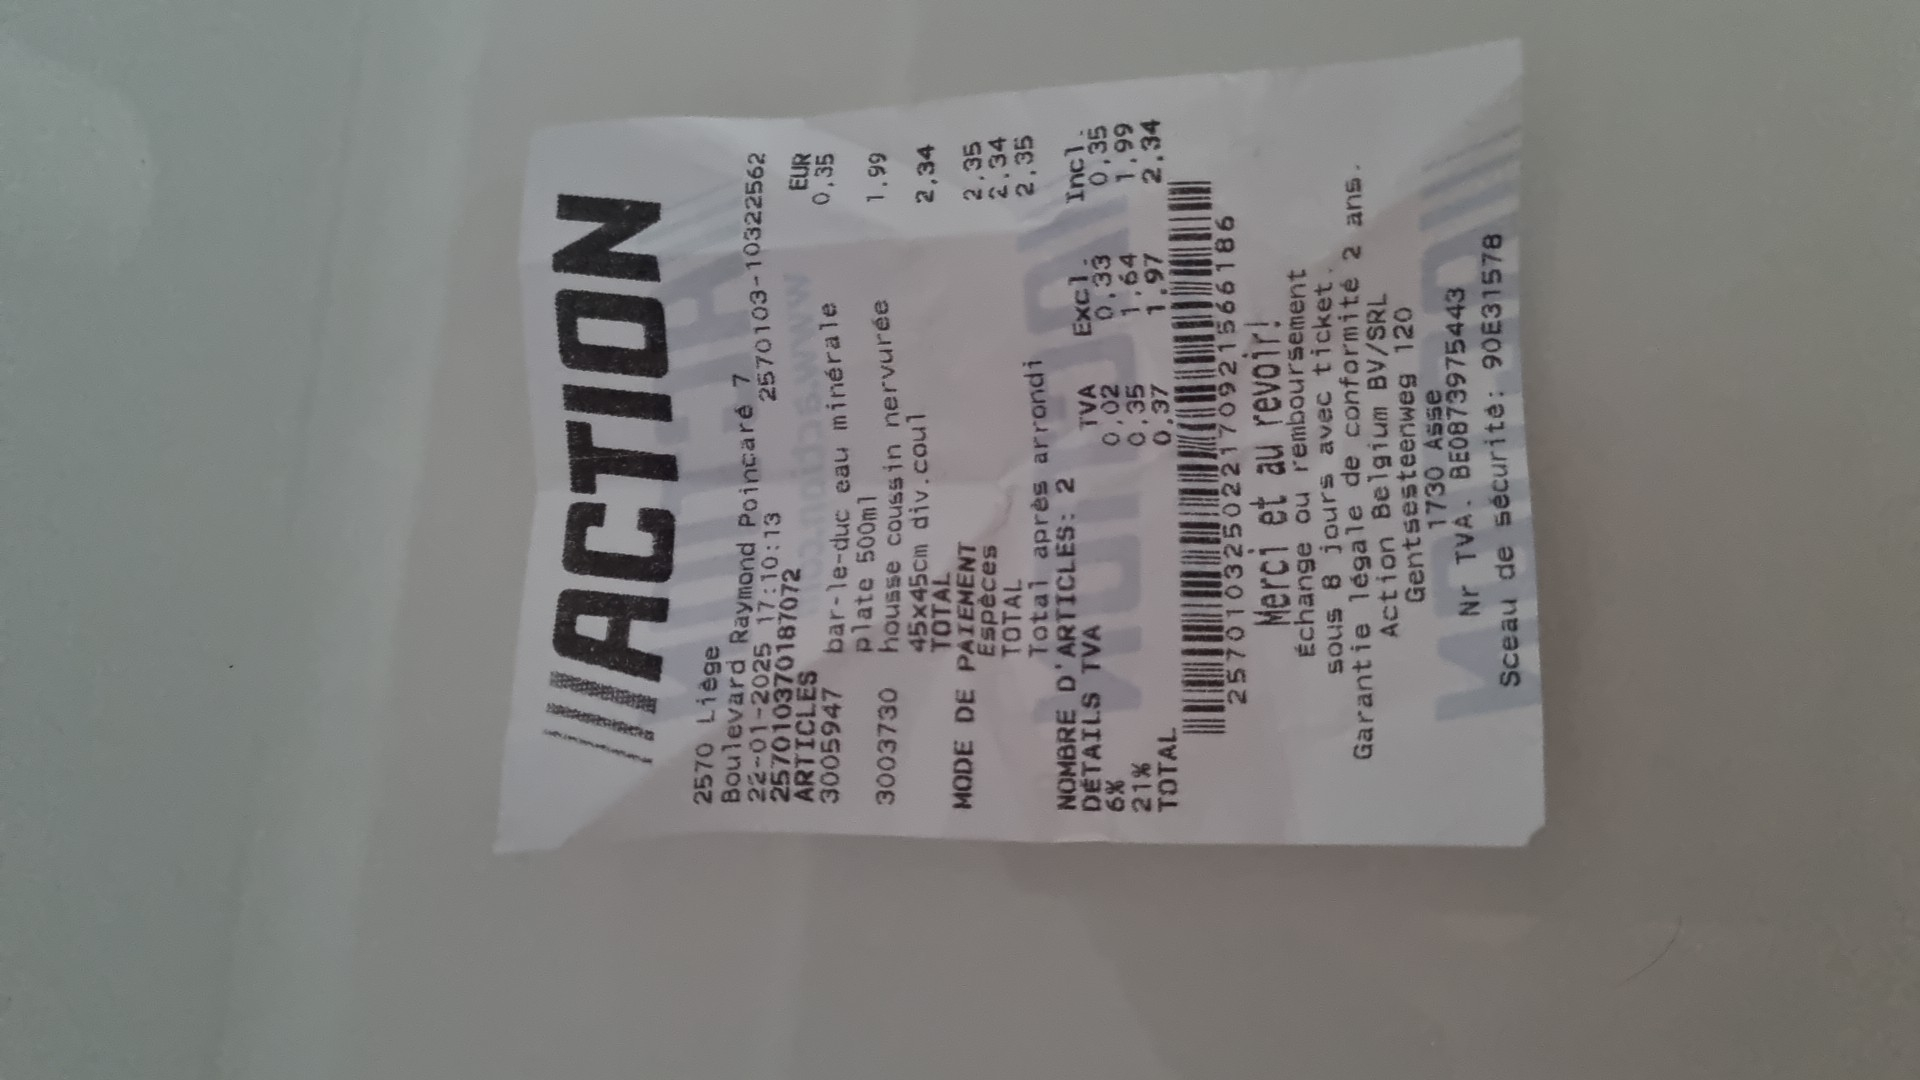 ///ACTION
2570 Liège
Boulevard Raymond Poincaré 7
22-01-2025 17:10:13 2570103-10322562
2570103701187072
ARTICLES EUR
3005947 bar-le-duc eau minérale 0,35
plate 500ml
3003730 housse coussin nervurée 1,99
45x45cm div.coul
TOTAL 2,34
MODE DE PAIEMENT
Espèces 2,35
TOTAL 2,34
Total après arrondi 2,35
NOMBRE D'ARTICLES: 2
DÉTAILS TVA TVA Excl. Incl.
6% 0,02 0,33 0,35
21% 0,35 1,64 1,99
TOTAL 0,37 1,97 2,34
2570103250221709215661​86
Merci et au revoir!
Échange ou remboursement
sous 8 jours avec ticket.
Garantie légale de conformité 2 ans.
Action Belgium BV/SRL
Gentsesteenweg 120
1730 Asse
Nr TVA. BE0873975443
Sceau de sécurité: 90E31578